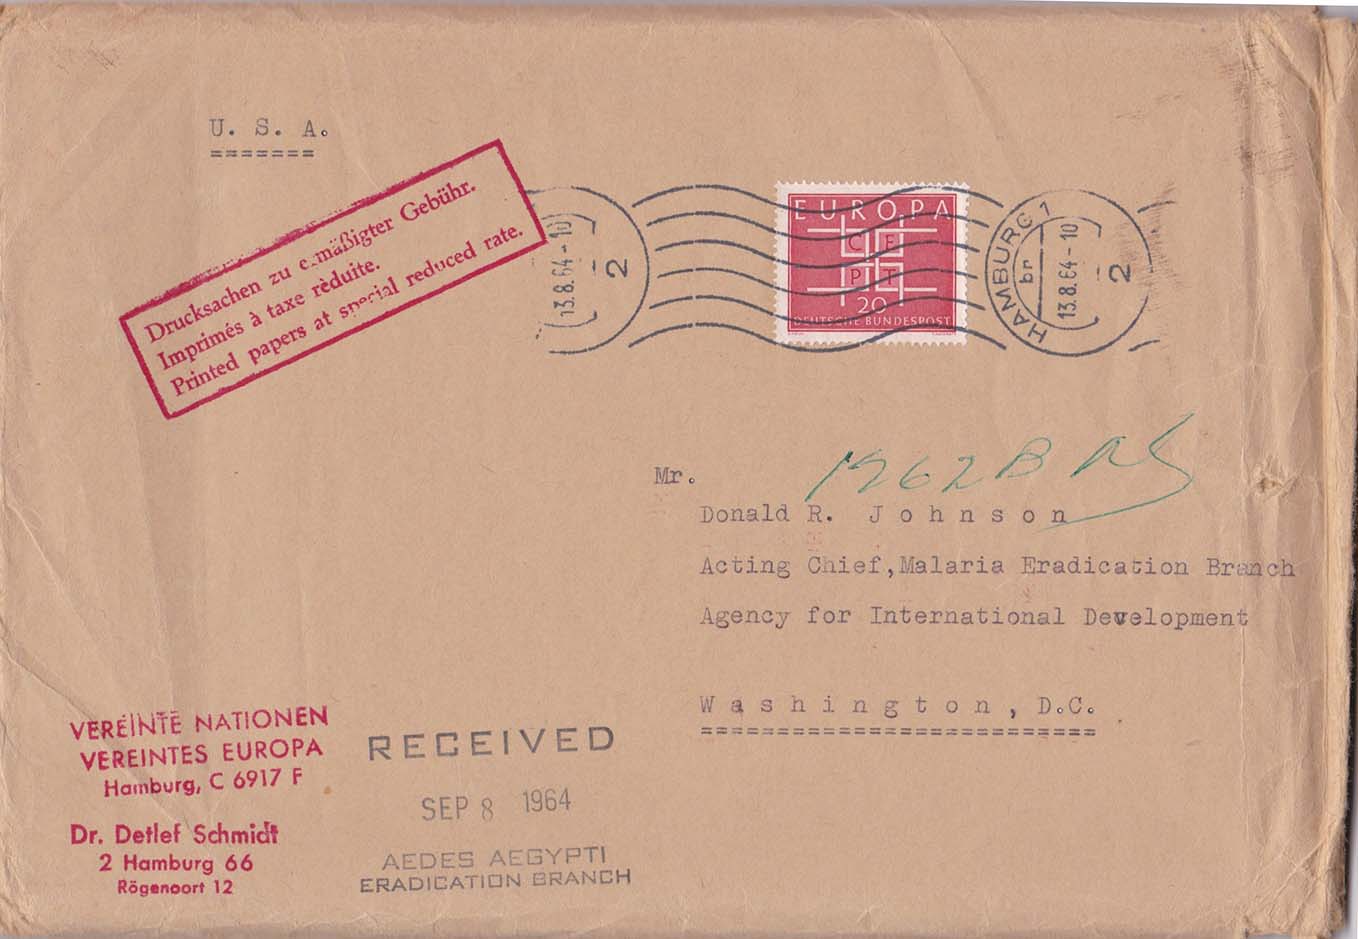 U. S. A.
=======
Drucksachen zu e mäßigter Gebühr.
Imprimés à taxe rèduite.
Printed papers at special reduced rate.
13.8.64-10
2
EUROPA
C E
P T
20
DEUTSCHE BUNDESPOST
HAMBURG 1
br
13.8.64-10
2
1962B
Mr.
Donald R. Johnson
Acting Chief,Malaria Eradication Branch
Agency for International Development
Washington, D.C.
==========================
VEREINTE NATIONEN
VEREINTES EUROPA
Hamburg, C 6917 F
Dr. Detlef Schmidt
2 Hamburg 66
Rögenoort 12
RECEIVED
SEP 8 1964
AEDES AEGYPTI
ERADICATION BRANCH